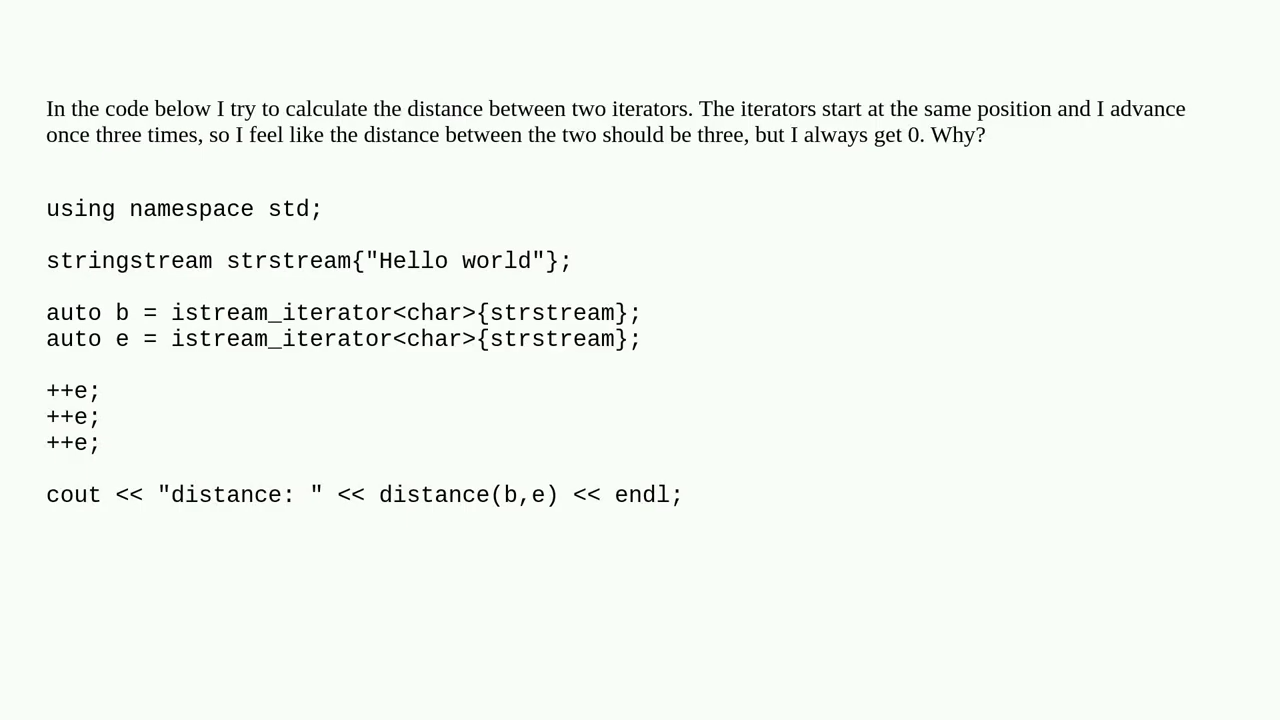 In the code below I try to calculate the distance between two iterators. The iterators start at the same position and I advance
once three times, so I feel like the distance between the two should be three, but I always get 0. Why?
using namespace std;
stringstream strstream{"Hello world"};
auto b = istream_iterator<char>{strstream};
auto e = istream_iterator<char>{strstream};
++e;
++e;
++e;
cout << "distance: " << distance(b,e) << endl;